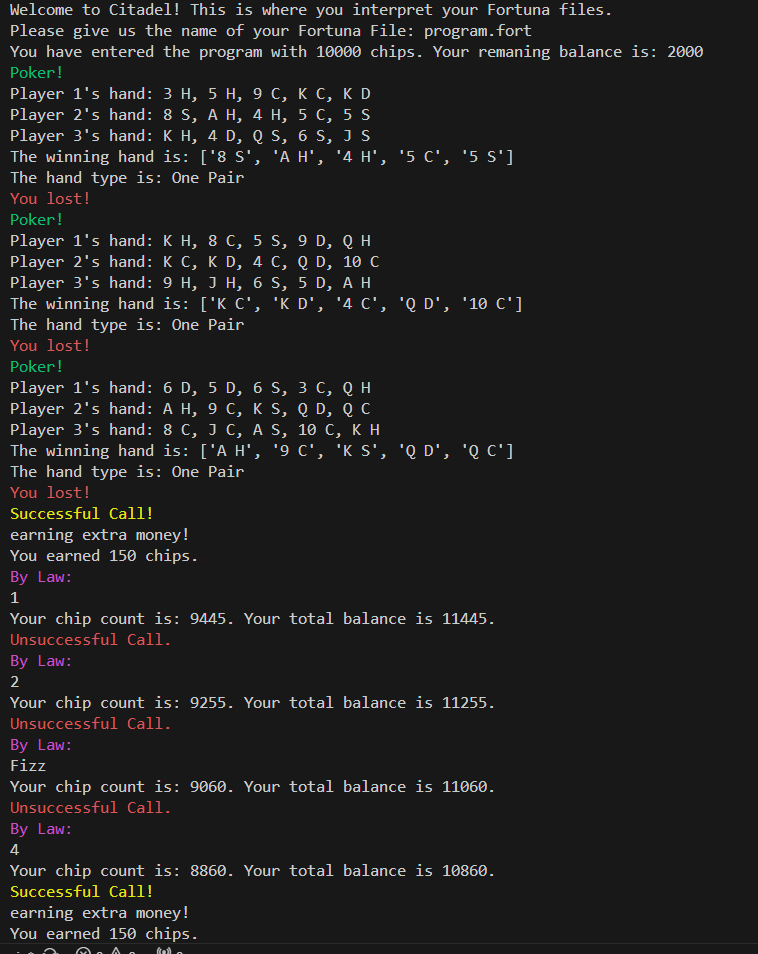 Welcome to Citadel! This is where you interpret your Fortuna files.
Please give us the name of your Fortuna File: program.fort
You have entered the program with 10000 chips. Your remaning balance is: 2000
Poker!
Player 1's hand: 3 H, 5 H, 9 C, K C, K D
Player 2's hand: 8 S, A H, 4 H, 5 C, 5 S
Player 3's hand: K H, 4 D, Q S, 6 S, J S
The winning hand is: ['8 S', 'A H', '4 H', '5 C', '5 S']
The hand type is: One Pair
You lost!
Poker!
Player 1's hand: K H, 8 C, 5 S, 9 D, Q H
Player 2's hand: K C, K D, 4 C, Q D, 10 C
Player 3's hand: 9 H, J H, 6 S, 5 D, A H
The winning hand is: ['K C', 'K D', '4 C', 'Q D', '10 C']
The hand type is: One Pair
You lost!
Poker!
Player 1's hand: 6 D, 5 D, 6 S, 3 C, Q H
Player 2's hand: A H, 9 C, K S, Q D, Q C
Player 3's hand: 8 C, J C, A S, 10 C, K H
The winning hand is: ['A H', '9 C', 'K S', 'Q D', 'Q C']
The hand type is: One Pair
You lost!
Successful Call!
earning extra money!
You earned 150 chips.
By Law:
1
Your chip count is: 9445. Your total balance is 11445.
Unsuccessful Call.
By Law:
2
Your chip count is: 9255. Your total balance is 11255.
Unsuccessful Call.
By Law:
Fizz
Your chip count is: 9060. Your total balance is 11060.
Unsuccessful Call.
By Law:
4
Your chip count is: 8860. Your total balance is 10860.
Successful Call!
earning extra money!
You earned 150 chips.